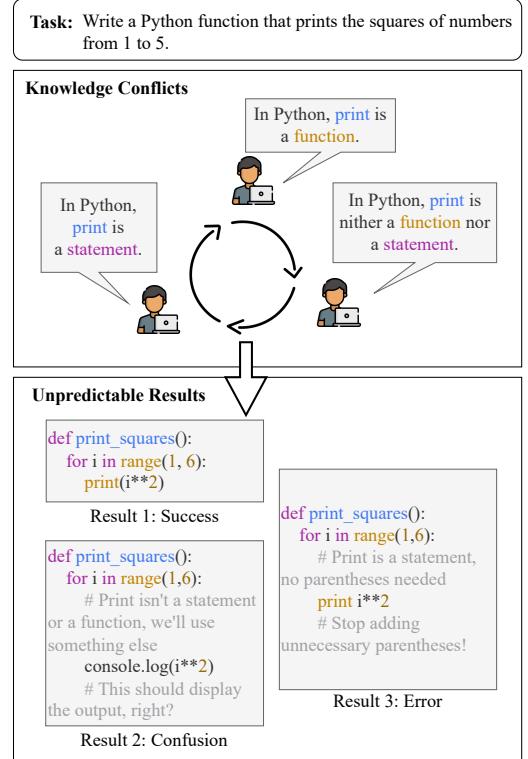 Task: Write a Python function that prints the squares of numbers
from 1 to 5.
Knowledge Conflicts
In Python, print is
a function.
In Python,
print is
a statement.
In Python, print is
nither a function nor
a statement.
Unpredictable Results
def print_squares():
for i in range(1, 6):
print(i**2)
Result 1: Success
def print_squares():
for i in range(1,6):
# Print isn't a statement
or a function, we'll use
something else
console.log(i**2)
# This should display
the output, right?
Result 2: Confusion
def print_squares():
for i in range(1,6):
# Print is a statement,
no parentheses needed
print i**2
# Stop adding
unnecessary parentheses!
Result 3: Error